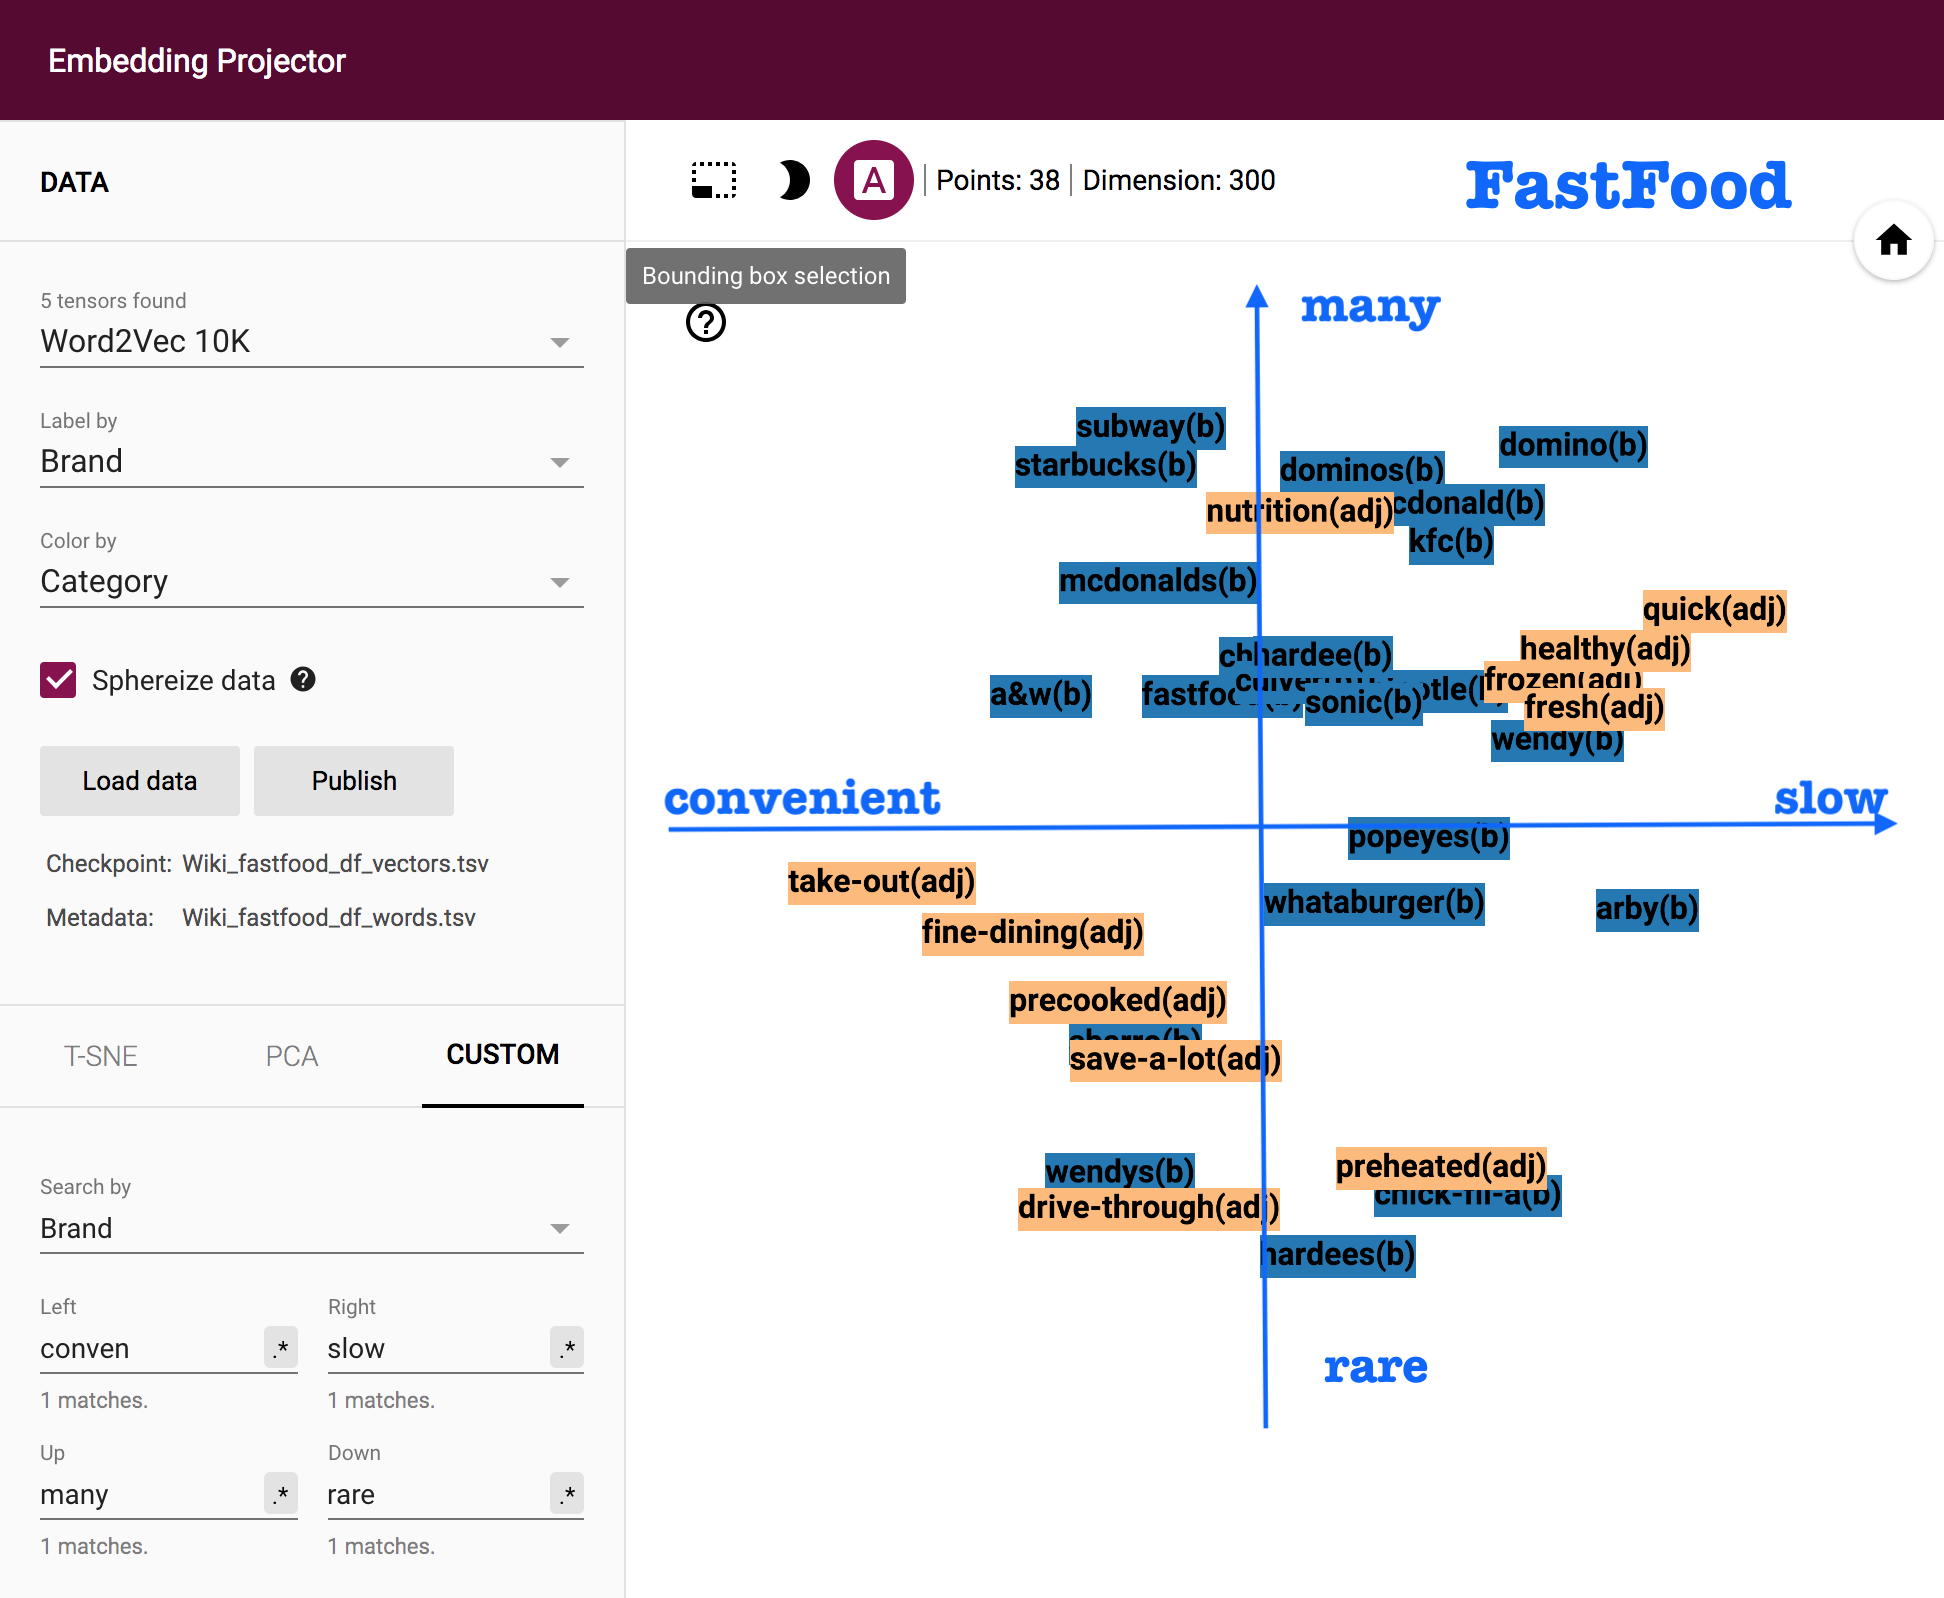 Embedding Projector
DATA
A
Points: 38
Dimension: 300
FastFood
Bounding box selection
?
5 tensors found
Word2Vec 10K
Label by
Brand
Color by
Category
Sphereize data ?
Load data
Publish
Checkpoint: Wiki_fastfood_df_vectors.tsv
Metadata: Wiki_fastfood_df_words.tsv
T-SNE
PCA
CUSTOM
Search by
Brand
Left
Right
conven .*
slow .*
1 matches.
1 matches.
Up
Down
many .*
rare .*
1 matches.
1 matches.
many
subway(b)
domino(b)
starbucks(b)
dominos(b)
nutrition(adj)
cdonald(b)
kfc(b)
mcdonalds(b)
quick(adj)
healthy(adj)
hardee(b)
frozen(adj)
a&w(b)
sonic(b)
fresh(adj)
wendy(b)
convenient
slow
popeyes(b)
take-out(adj)
whataburger(b)
arby(b)
fine-dining(adj)
precooked(adj)
save-a-lot(adj)
wendys(b)
preheated(adj)
chick-fil-a(b)
drive-through(adj)
hardees(b)
rare